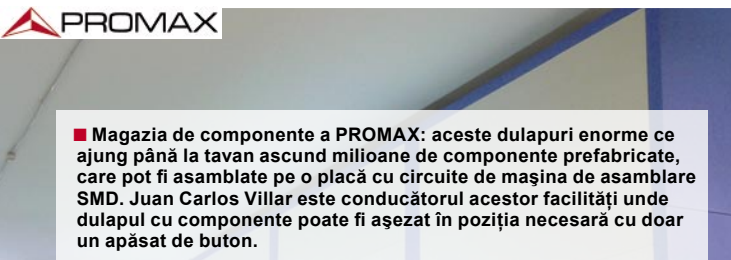 PROMAX
■ Magazia de componente a PROMAX: aceste dulapuri enorme ce
ajung până la tavan ascund milioane de componente prefabricate,
care pot fi asamblate pe o placă cu circuite de maşina de asamblare
SMD. Juan Carlos Villar este conducătorul acestor facilități unde
dulapul cu componente poate fi aşezat în poziția necesară cu doar
un apăsat de buton.